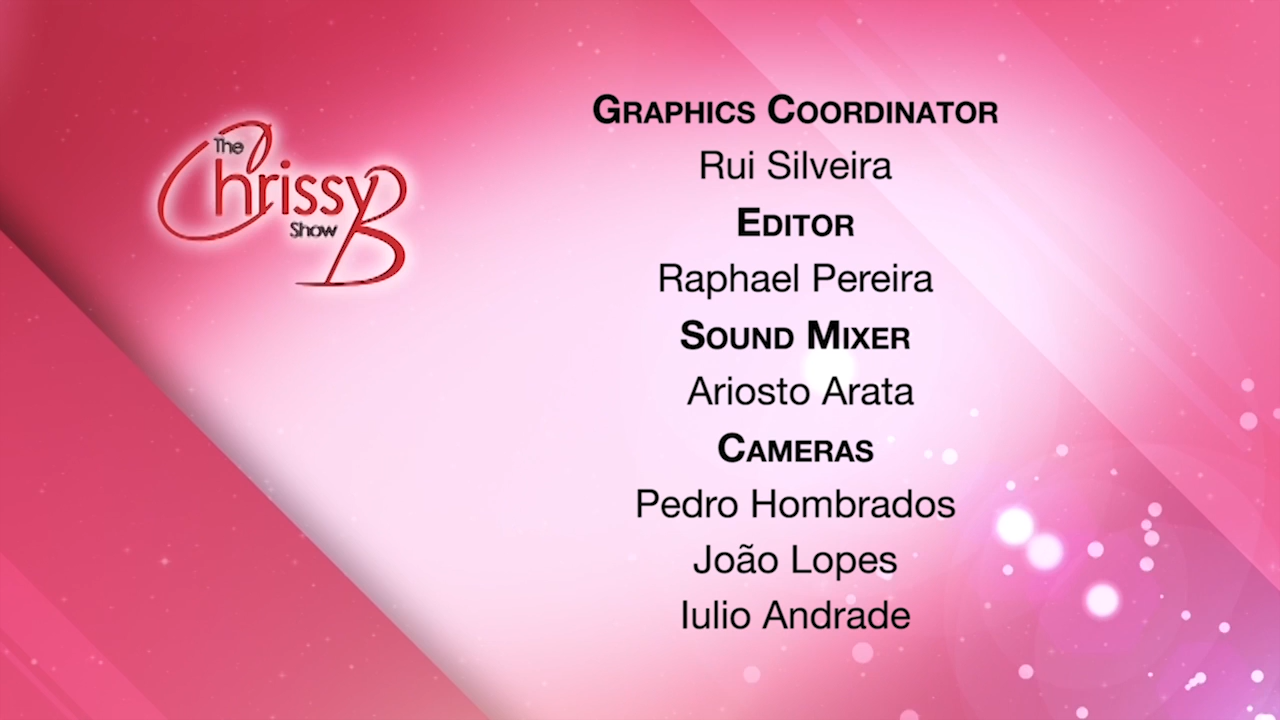 The
Chrissy B
Show
GRAPHICS COORDINATOR
Rui Silveira
EDITOR
Raphael Pereira
SOUND MIXER
Ariosto Arata
CAMERAS
Pedro Hombrados
João Lopes
Iulio Andrade